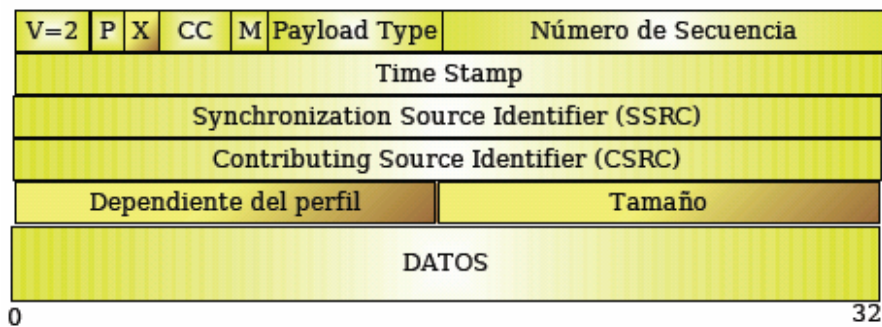 V=2 P X CC M Payload Type Número de Secuencia
Time Stamp
Synchronization Source Identifier (SSRC)
Contributing Source Identifier (CSRC)
Dependiente del perfil Tamaño
DATOS
0 32